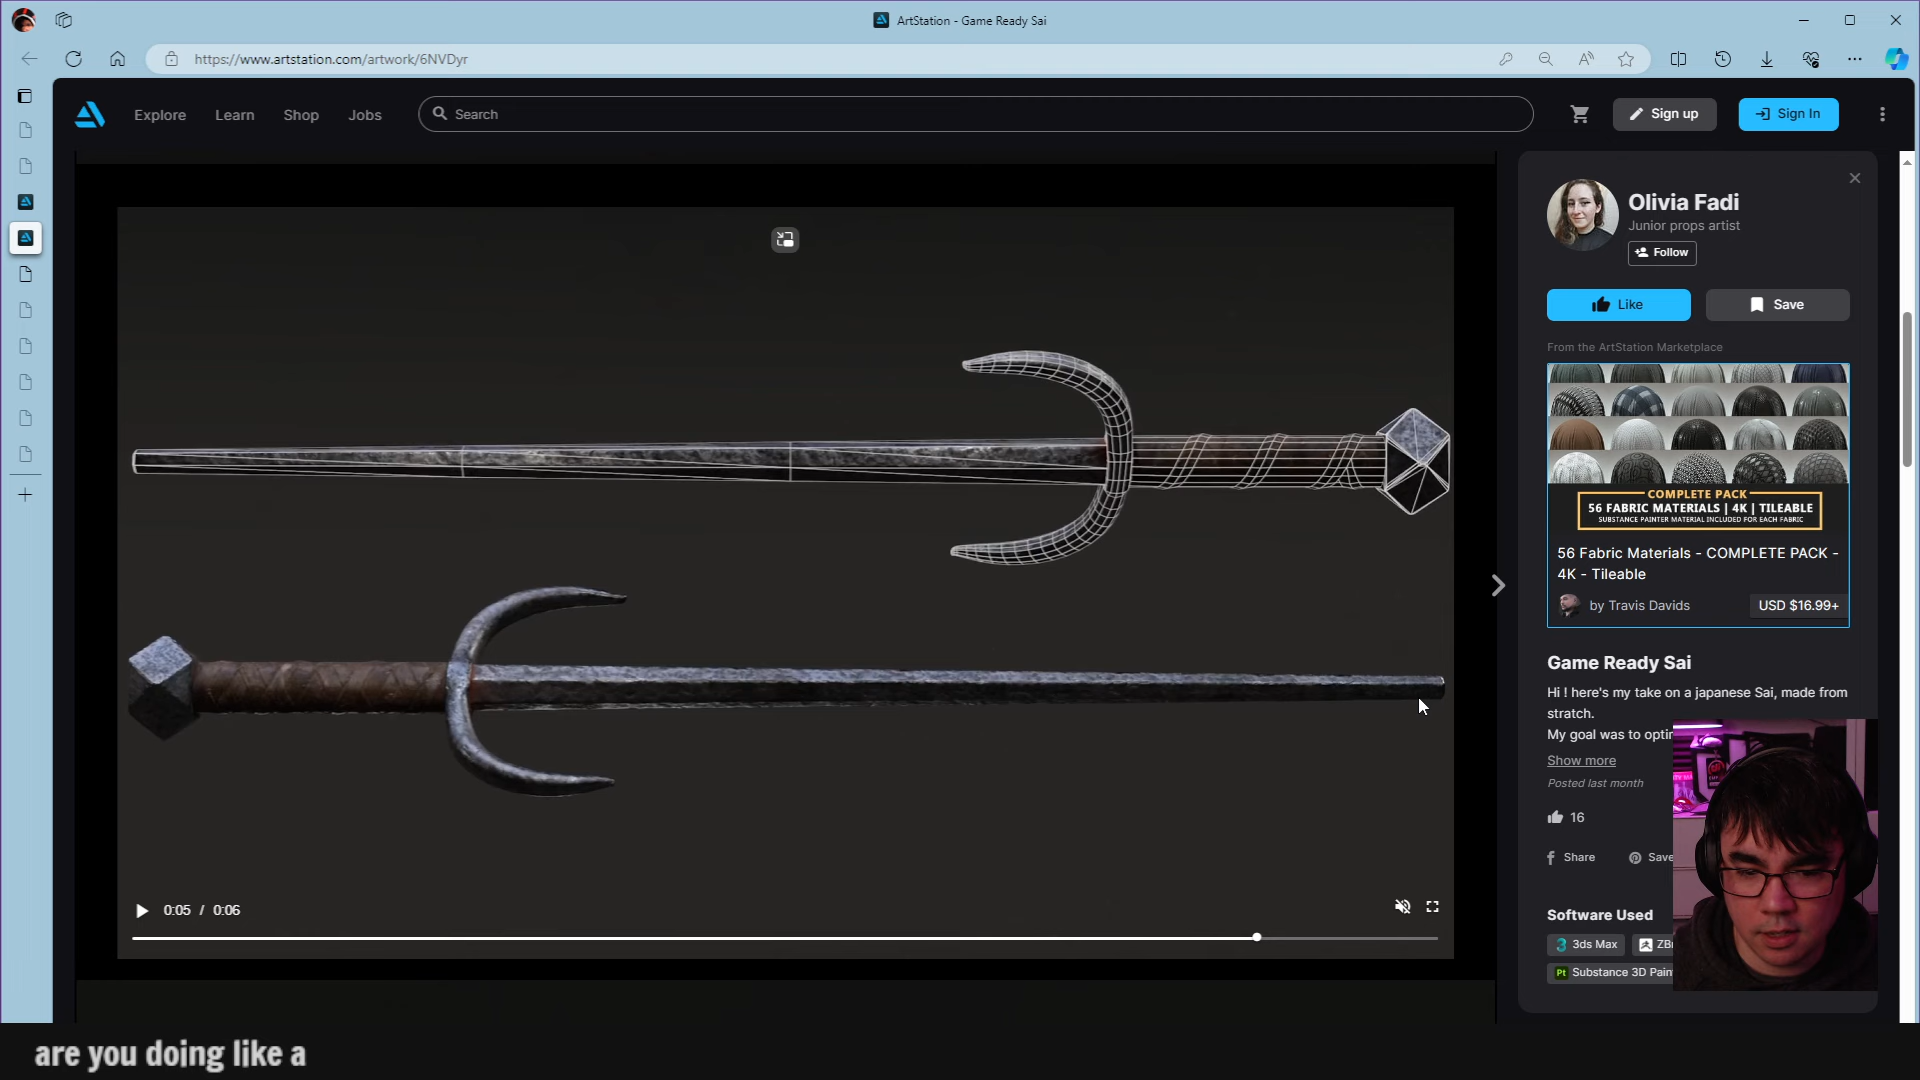 ArtStation - Game Ready Sai
https://www.artstation.com/artwork/6NVDyr
Explore
Learn
Shop
Jobs
Search
Sign up
Sign In
Olivia Fadi
Junior props artist
Follow
Like
Save
From the ArtStation Marketplace
COMPLETE PACK
56 FABRIC MATERIALS | 4K | TILEABLE
SUBSTANCE PAINTER MATERIAL INCLUDED FOR EACH FABRIC
56 Fabric Materials - COMPLETE PACK -
4K - Tileable
by Travis Davids
USD $16.99+
Game Ready Sai
Hi ! here's my take on a japanese Sai, made from
stratch.
My goal was to optim
Show more
Posted last month
16
Share
Save
Software Used
3ds Max
ZB
Pt Substance 3D Pain
0:05 / 0:06
are you doing like a